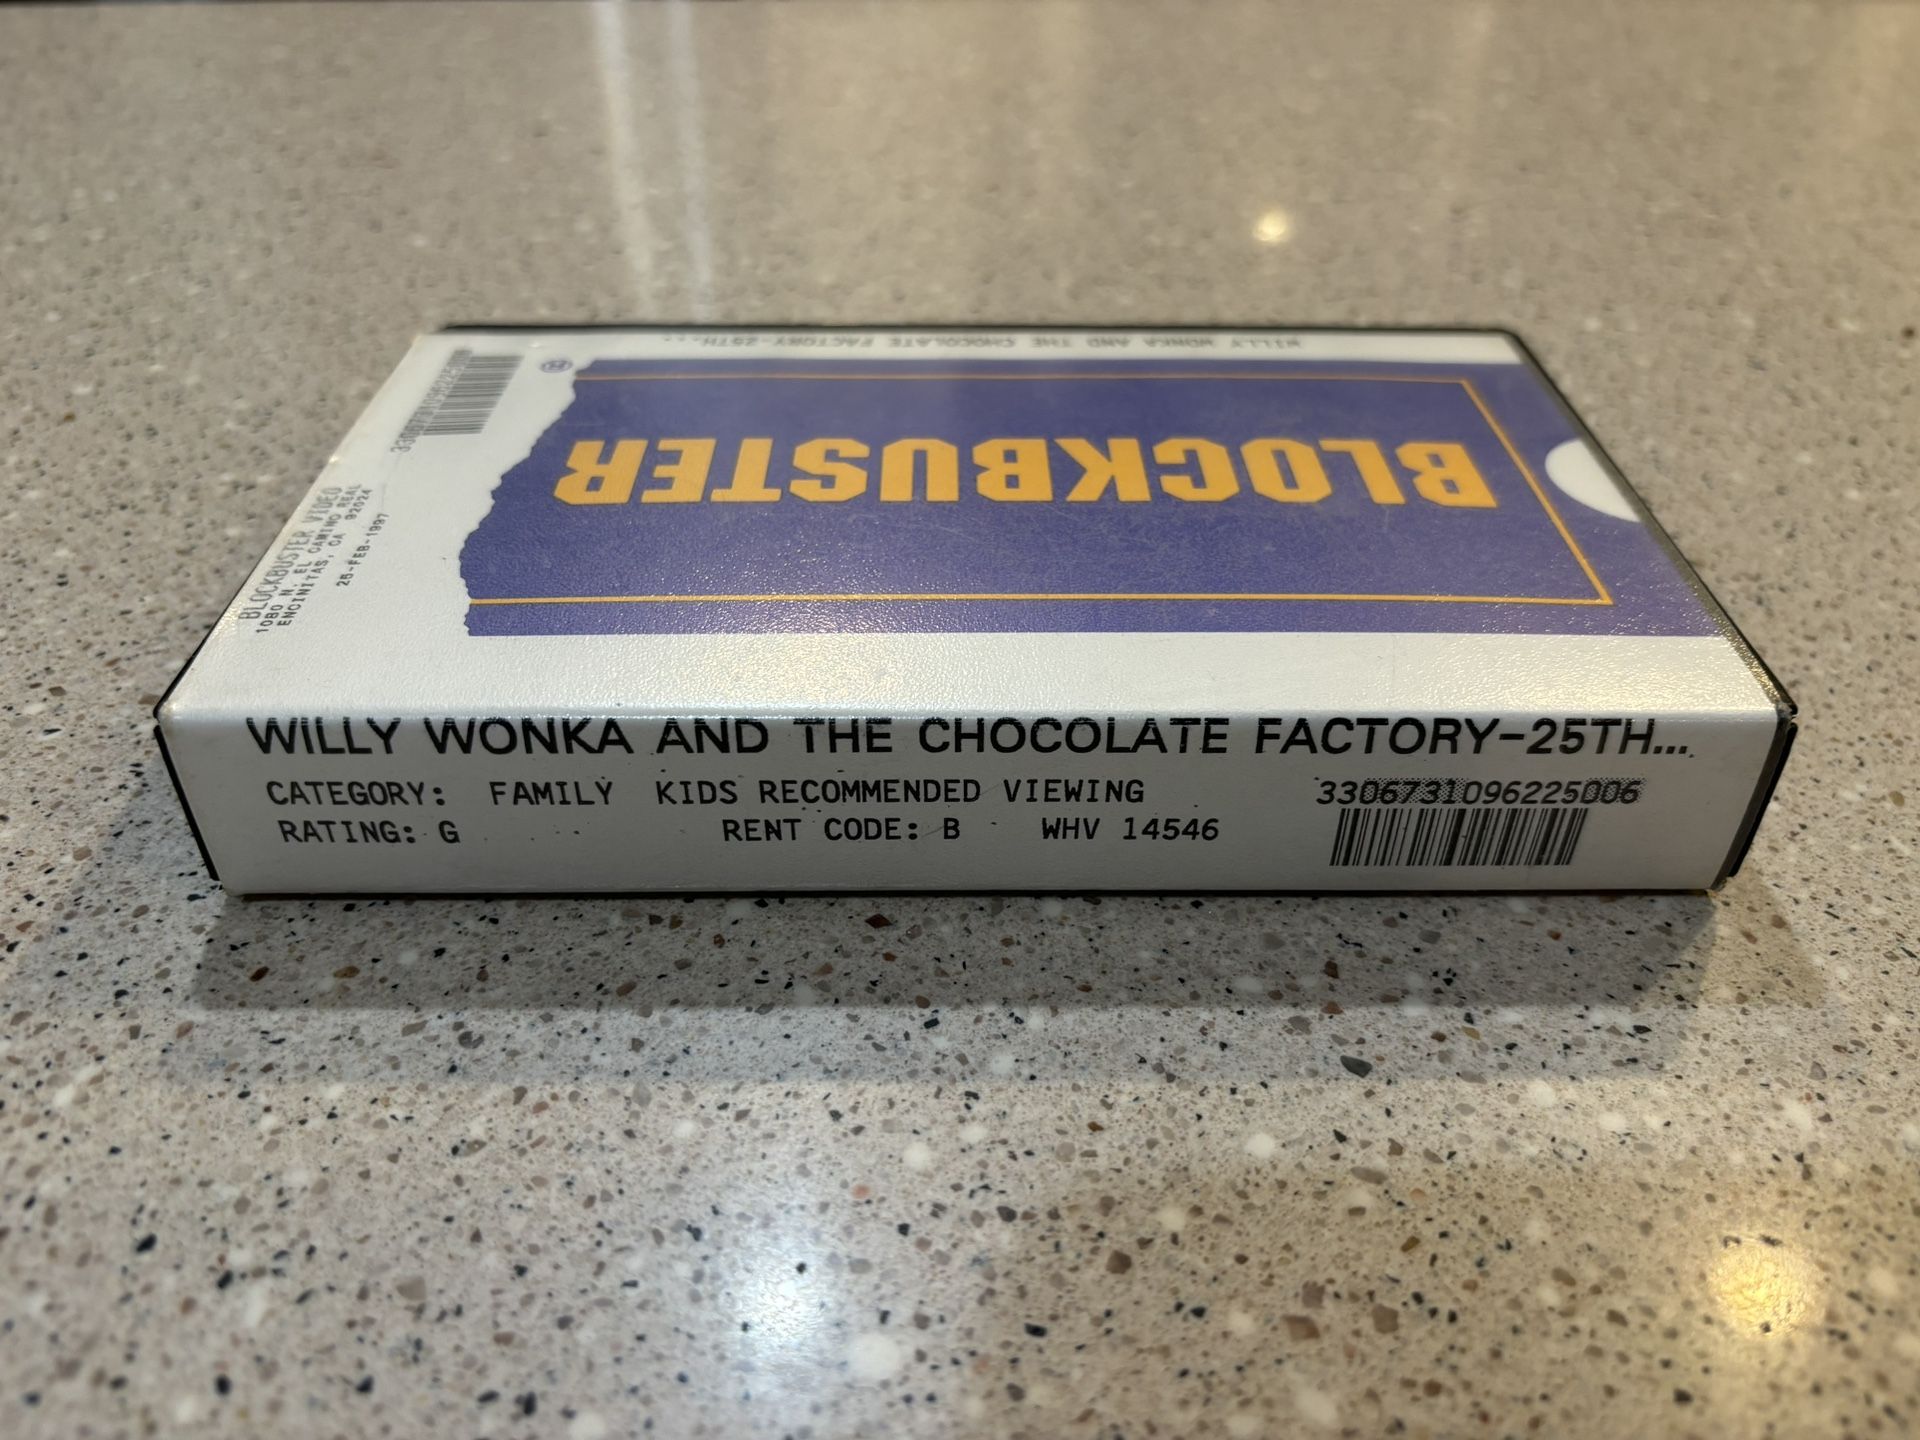 WILLY WONKA AND THE CHOCOLATE FACTORY-25TH...
BLOCKBUSTER
BLOCKBUSTER VIDEO
1080 N. EL CAMINO REAL
ENCINITAS, CA 92024
25-FEB-1997
WILLY WONKA AND THE CHOCOLATE FACTORY-25TH...
CATEGORY: FAMILY KIDS RECOMMENDED VIEWING
3306731096225006
RATING: G RENT CODE: B WHV 14546